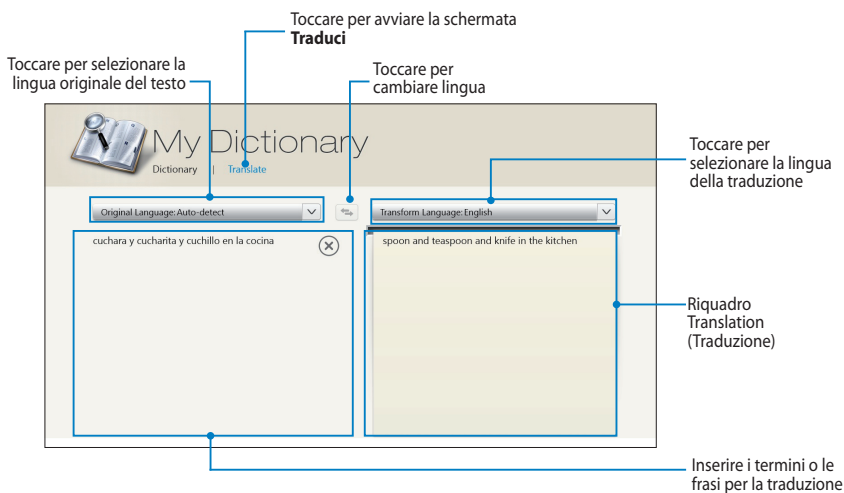 Toccare per avviare la schermata
Traduci
Toccare per selezionare la
lingua originale del testo
Toccare per
cambiare lingua
My Dictionary
Dictionary | Translate
Toccare per
selezionare la lingua
della traduzione
Original Language: Auto-detect
Transform Language: English
cuchara y cucharita y cuchillo en la cocina
spoon and teaspoon and knife in the kitchen
Riquadro
Translation
(Traduzione)
Inserire i termini o le
frasi per la traduzione